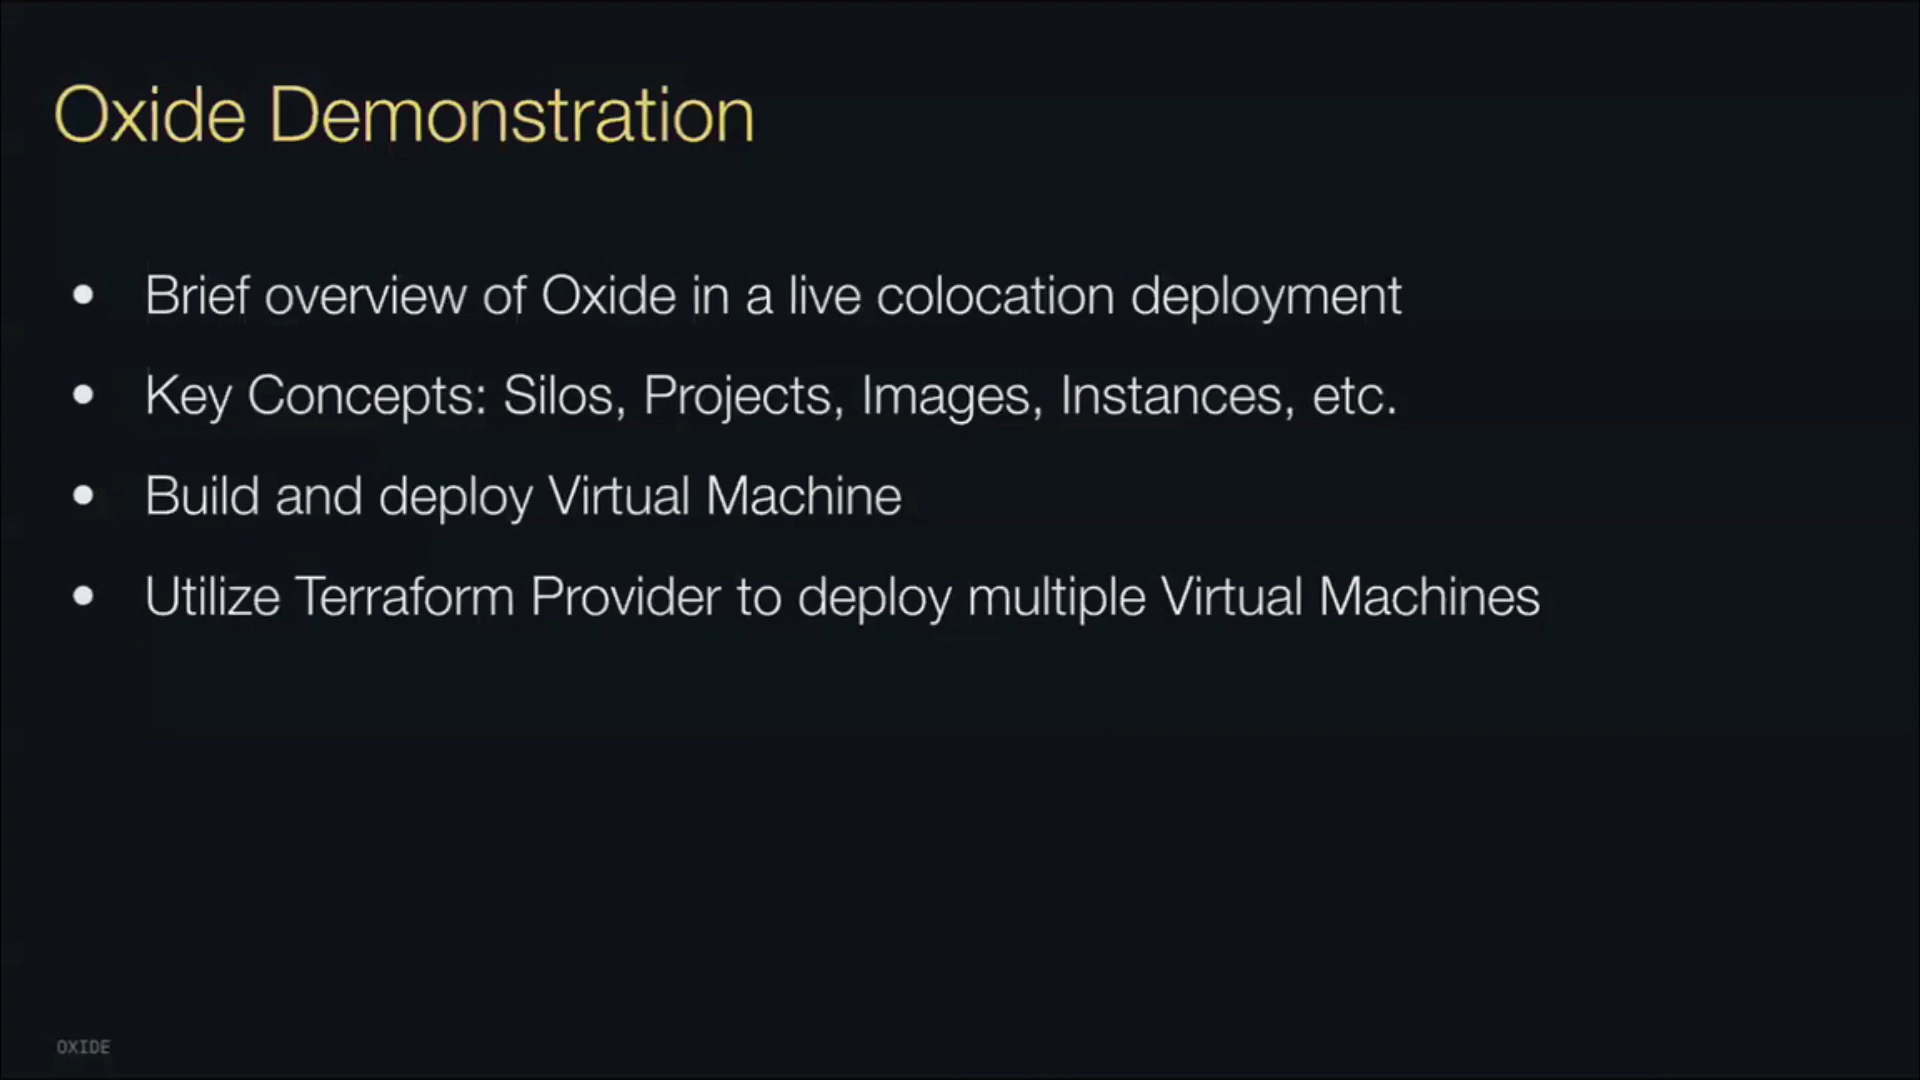 Oxide Demonstration
• Brief overview of Oxide in a live colocation deployment
• Key Concepts: Silos, Projects, Images, Instances, etc.
• Build and deploy Virtual Machine
• Utilize Terraform Provider to deploy multiple Virtual Machines
OXIDE